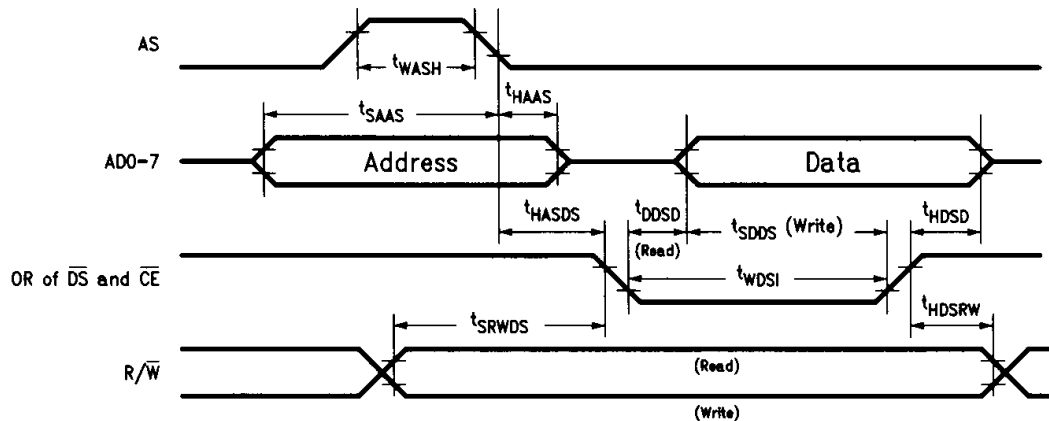 AS
tWASH
tSAAS
tHAAS
AD0-7
Address
Data
tHASDS
tDDSD
(Read)
tSDDS (Write)
tHDSD
OR of DS and CE
tWDSI
tSRWDS
tHDSRW
R/W
(Read)
(Write)